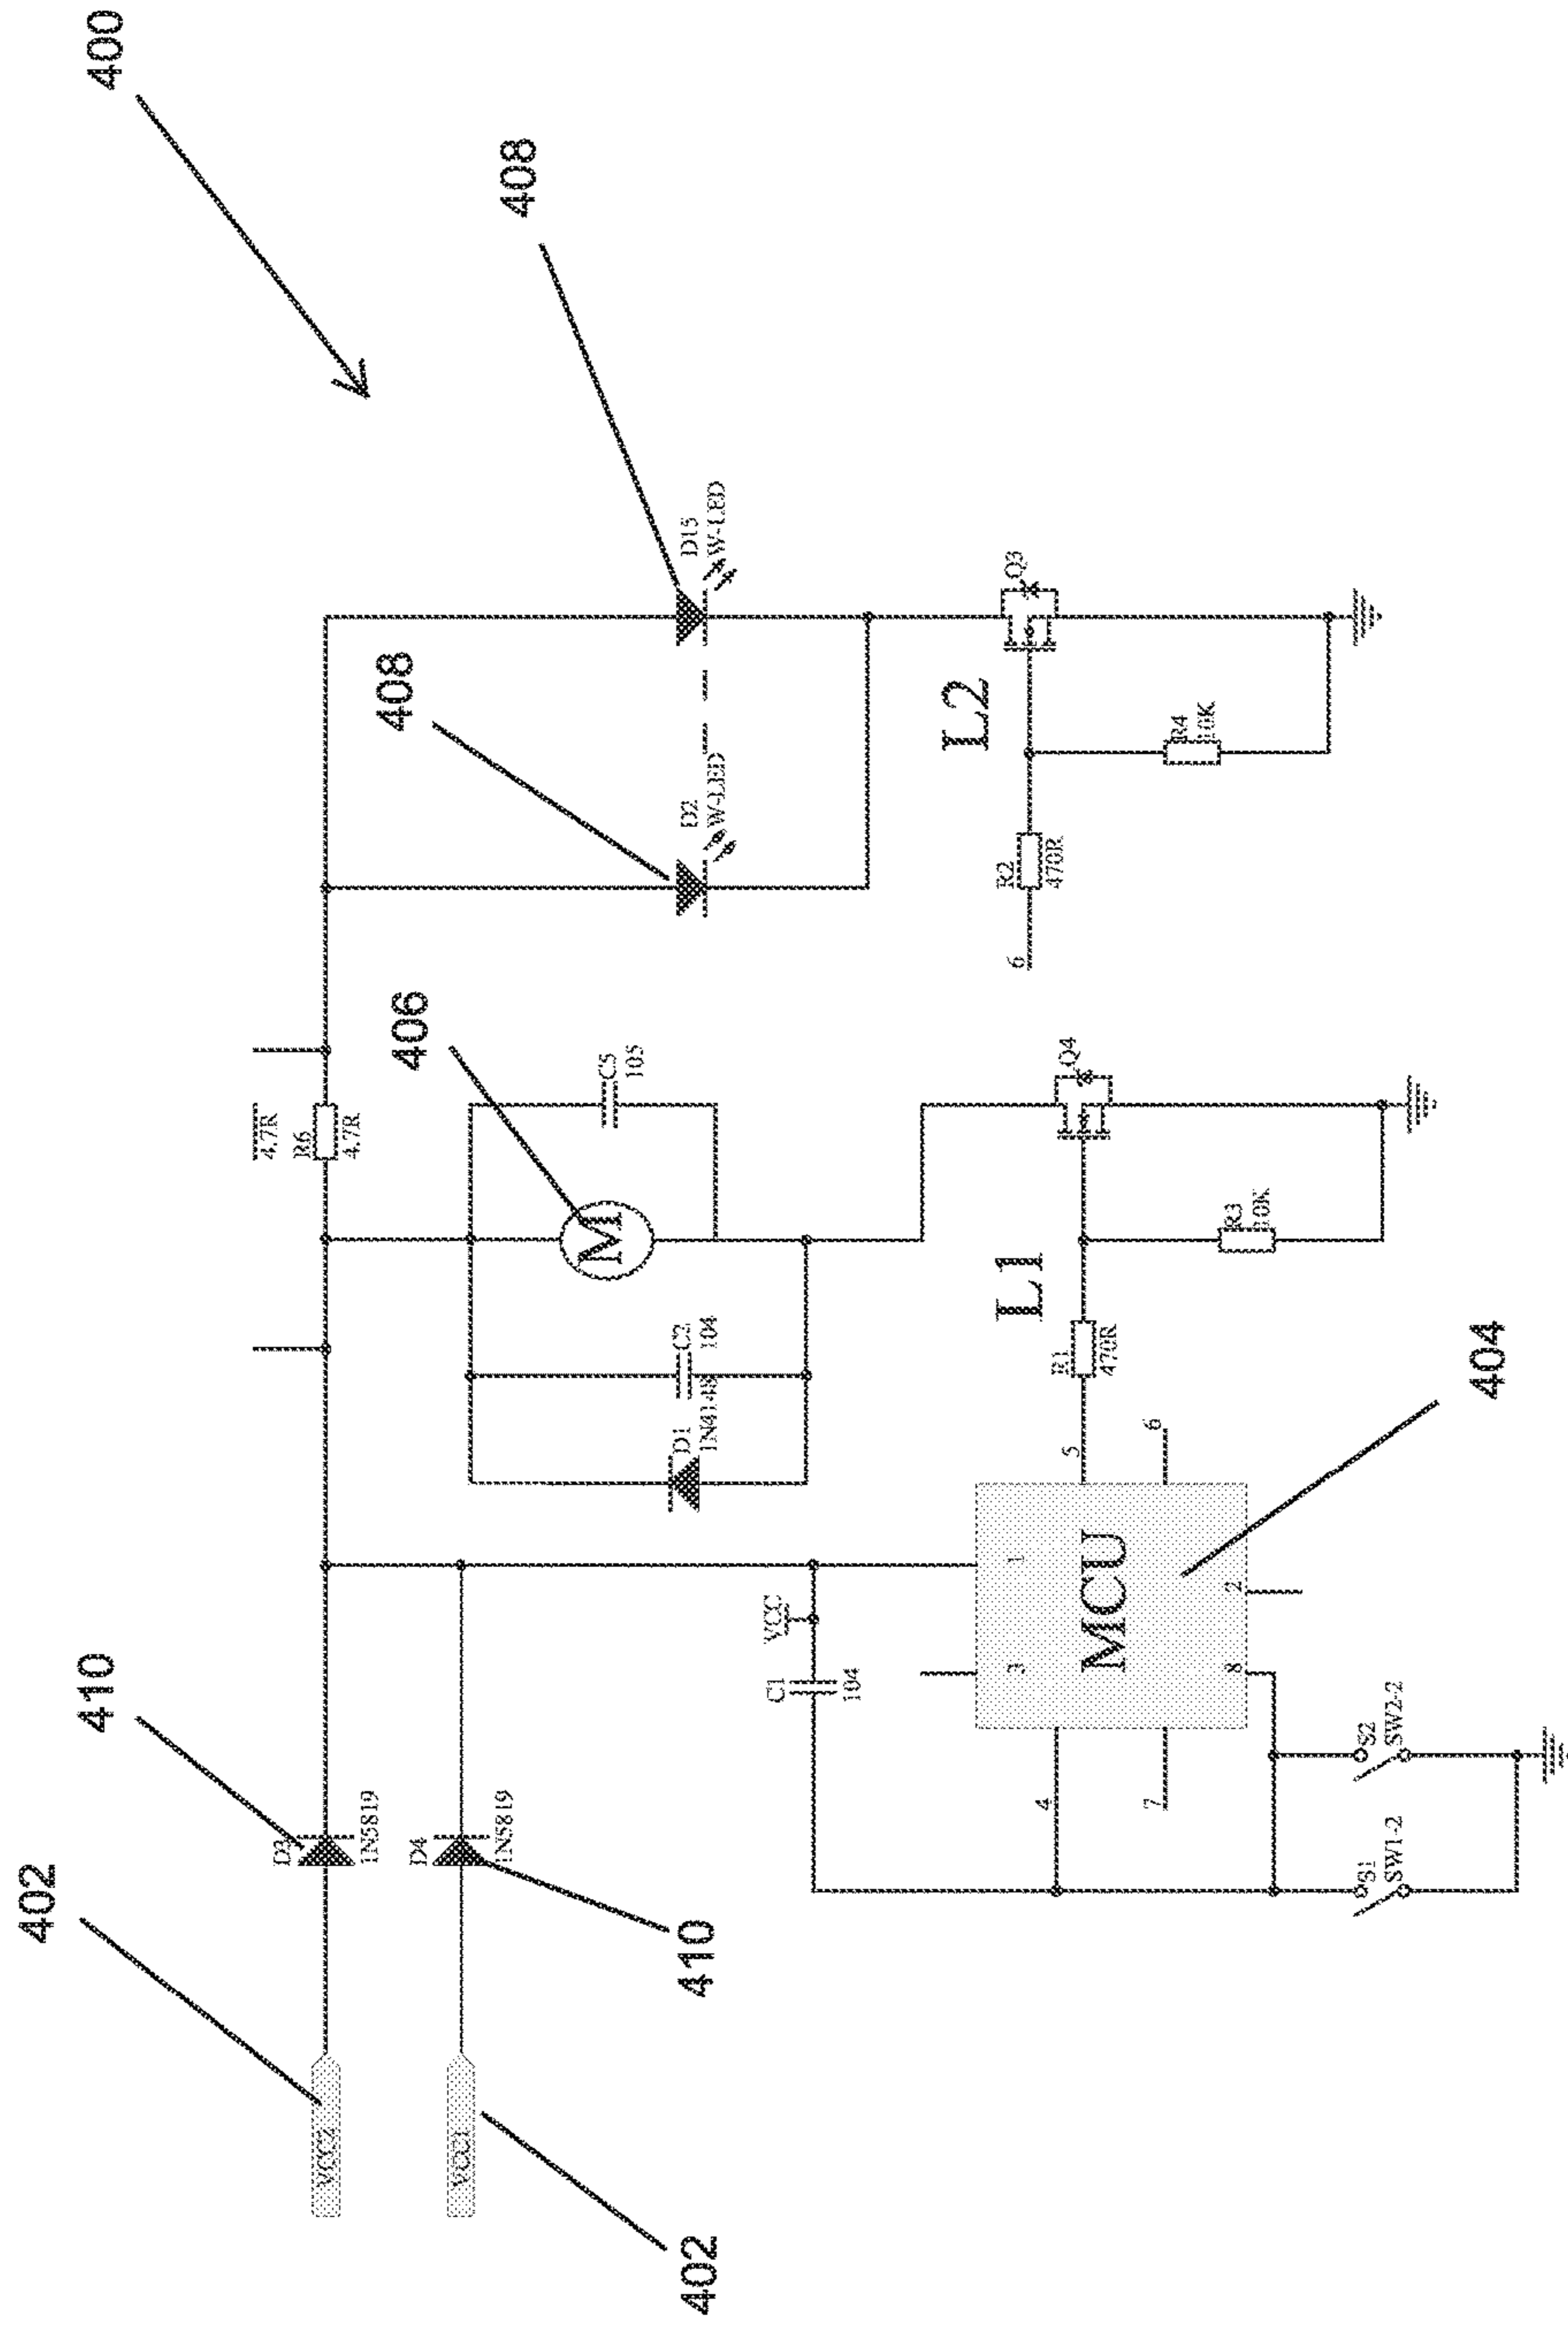 400
402
VCC2
402
VCC1
410
D3
1N5819
410
D4
1N5819
4.7R
R6
4.7R
406
M
C5
105
C2
104
D1
1N4148
408
D2
W-LED
408
D15
W-LED
VCC
C1
104
MCU
1
2
3
4
5
6
7
8
404
L1
R1
470R
R3
10K
Q4
L2
6
R2
470R
R4
10K
Q3
S1
SW1-2
S2
SW2-2